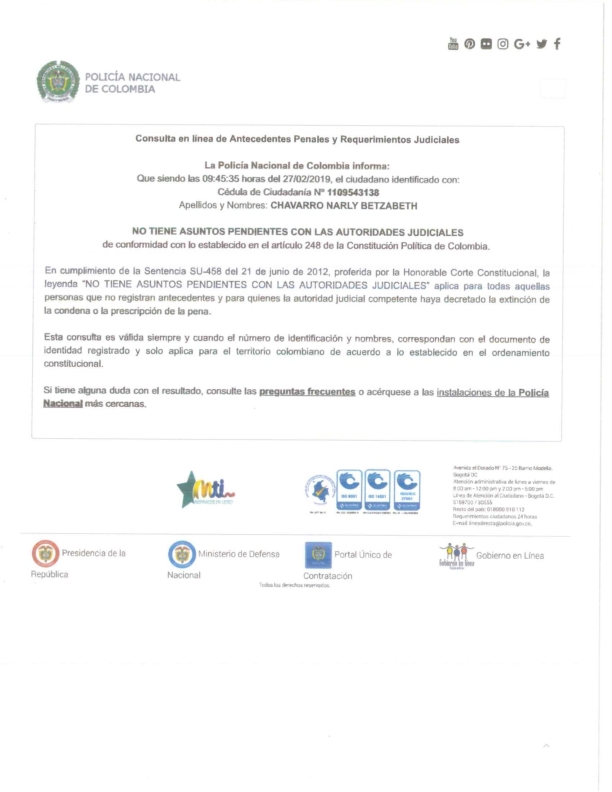 You Tube G+ f
POLICÍA NACIONAL
DE COLOMBIA
Consulta en línea de Antecedentes Penales y Requerimientos Judiciales
La Policía Nacional de Colombia informa:
Que siendo las 09:45:35 horas del 27/02/2019, el ciudadano identificado con:
Cédula de Ciudadanía Nº 1109543138
Apellidos y Nombres: CHAVARRO NARLY BETZABETH
NO TIENE ASUNTOS PENDIENTES CON LAS AUTORIDADES JUDICIALES
de conformidad con lo establecido en el artículo 248 de la Constitución Política de Colombia.
En cumplimiento de la Sentencia SU-458 del 21 de junio de 2012, proferida por la Honorable Corte Constitucional, la
leyenda "NO TIENE ASUNTOS PENDIENTES CON LAS AUTORIDADES JUDICIALES" aplica para todas aquellas
personas que no registran antecedentes y para quienes la autoridad judicial competente haya decretado la extinción de
la condena o la prescripción de la pena.
Esta consulta es válida siempre y cuando el número de identificación y nombres, correspondan con el documento de
identidad registrado y solo aplica para el territorio colombiano de acuerdo a lo establecido en el ordenamiento
constitucional.
Si tiene alguna duda con el resultado, consulte las preguntas frecuentes o acérquese a las instalaciones de la Policía
Nacional más cercanas.
Avenida el Dorado Nº 75 - 25 Barrio Modelia,
Bogotá DC.
Atención administrativa de lunes a viernes de
8:00 am - 12:00 pm y 2:00 pm - 5:00 pm
Línea de Atención al Ciudadano - Bogotá D.C.
5159700 / 30555
Resto del país: 018000 910 112
Requerimientos ciudadanos 24 horas
E-mail: lineadirecta@policia.gov.co
Anti
ISO 9001 ISO 14001
Presidencia de la
República
Ministerio de Defensa
Nacional
Portal Único de
Contratación
Gobierno en línea
Gobierno en Línea
Todos los derechos reservados.